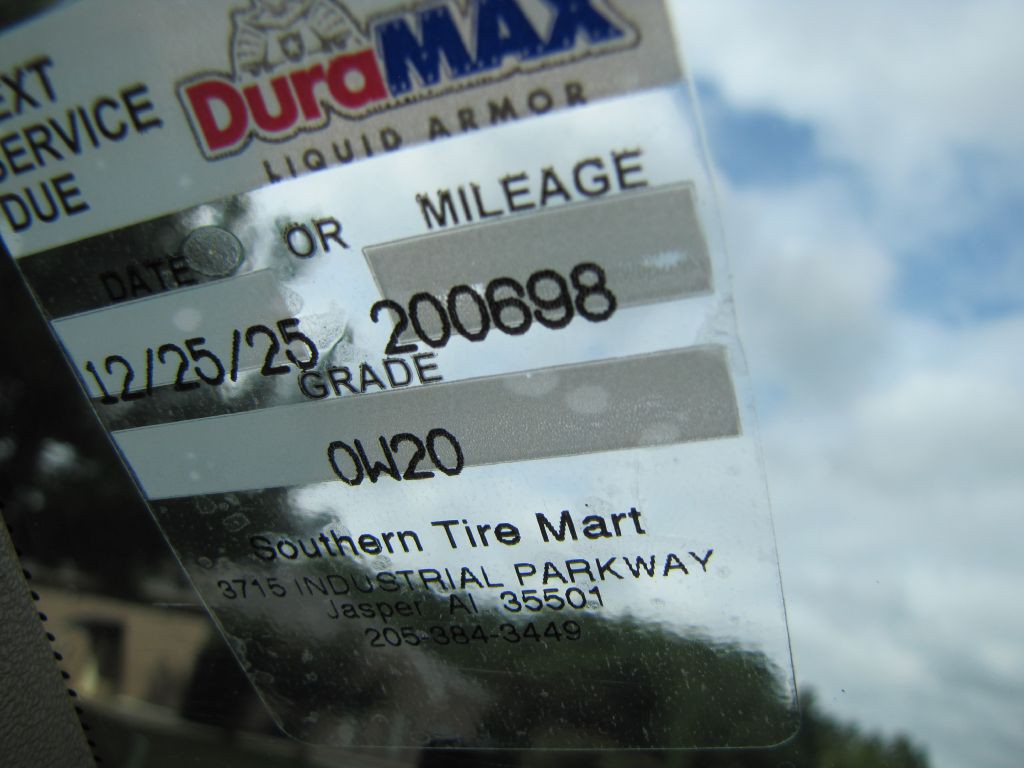 EXT
SERVICE
DUE
DuraMAX
LIQUID ARMOR
DATE OR MILEAGE
12/25/25 200698
GRADE
0W20
Southern Tire Mart
3715 INDUSTRIAL PARKWAY
Jasper Al 35501
205-384-3449